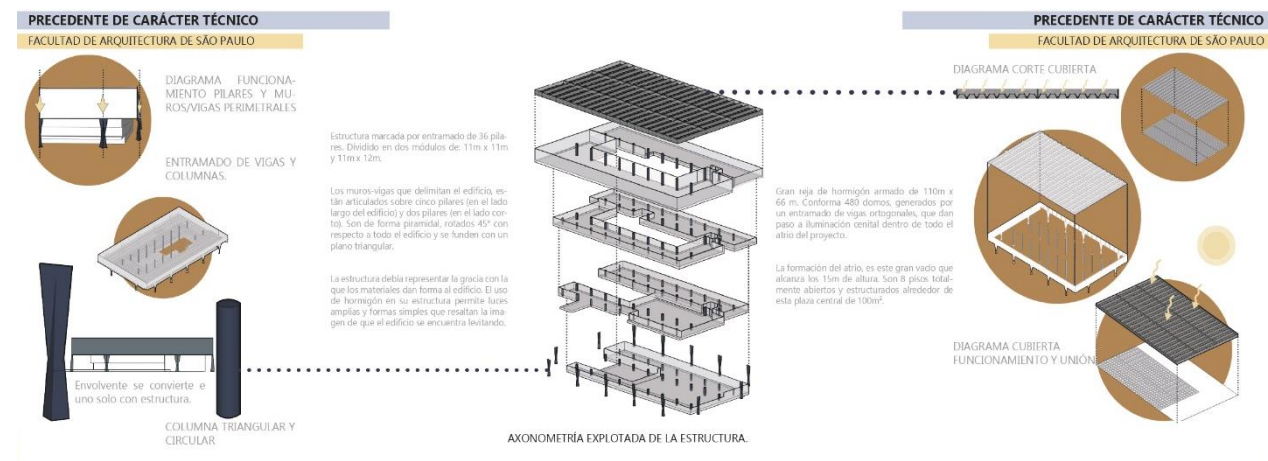 PRECEDENTE DE CARÁCTER TÉCNICO
FACULTAD DE ARQUITECTURA DE SÃO PAULO
DIAGRAMA FUNCIONA-
MIENTO PILARES Y MU-
ROS/VIGAS PERIMETRALES
ENTRAMADO DE VIGAS Y
COLUMNAS.
Envolvente se convierte e
uno solo con estructura.
COLUMNA TRIANGULAR Y
CIRCULAR
Estructura marcada por entramado de 36 pila-
res. Dividido en dos módulos de: 11m x 11m
y 11m x 12m.
Los muros-vigas que delimitan el edificio, es-
tán articulados sobre cinco pilares (en el lado
largo del edificio) y dos pilares (en el lado cor-
to). Son de forma piramidal, rotados 45° con
respecto a todo el edificio y se funden con un
plano triangular.
La estructura debía representar la gracia con la
que los materiales dan forma al edificio. El uso
de hormigón en su estructura permite luces
amplias y formas simples que resaltan la ima-
gen de que el edificio se encuentra levitando.
AXONOMETRÍA EXPLOTADA DE LA ESTRUCTURA.
PRECEDENTE DE CARÁCTER TÉCNICO
FACULTAD DE ARQUITECTURA DE SÃO PAULO
DIAGRAMA CORTE CUBIERTA
Gran reja de hormigón armado de 110m x
66 m. Conforma 480 domos, generados por
un entramado de vigas ortogonales, que dan
paso a iluminación cenital dentro de todo el
atrio del proyecto.
La formación del atrio, es este gran vacío que
alcanza los 15m de altura. Son 8 pisos total-
mente abiertos y estructurados alrededor de
esta plaza central de 100m².
DIAGRAMA CUBIERTA
FUNCIONAMIENTO Y UNIÓN